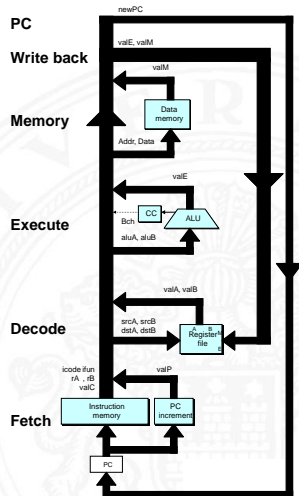 newPC
PC
valE, valM
Write back
valM
Data
memory
Memory
Addr, Data
valE
Execute
CC
ALU
Bch
aluA, aluB
valA, valB
srcA, srcB
dstA, dstB
A B
M
Register
file
E
Decode
icode ifun
rA , rB
valC
valP
Instruction
memory
PC
increment
Fetch
PC